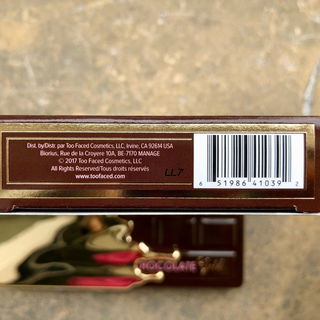 Dist. by/Distr. par Too Faced Cosmetics, LLC, Irvine, CA 92614 USA
Biorius, Rue de la Croyere 10A, BE-7170 MANAGE
© 2017 Too Faced Cosmetics, LLC
All Rights Reserved/Tous droits réservés
www.toofaced.com
LL7
6 51986 41039 2
CHOCOLATE